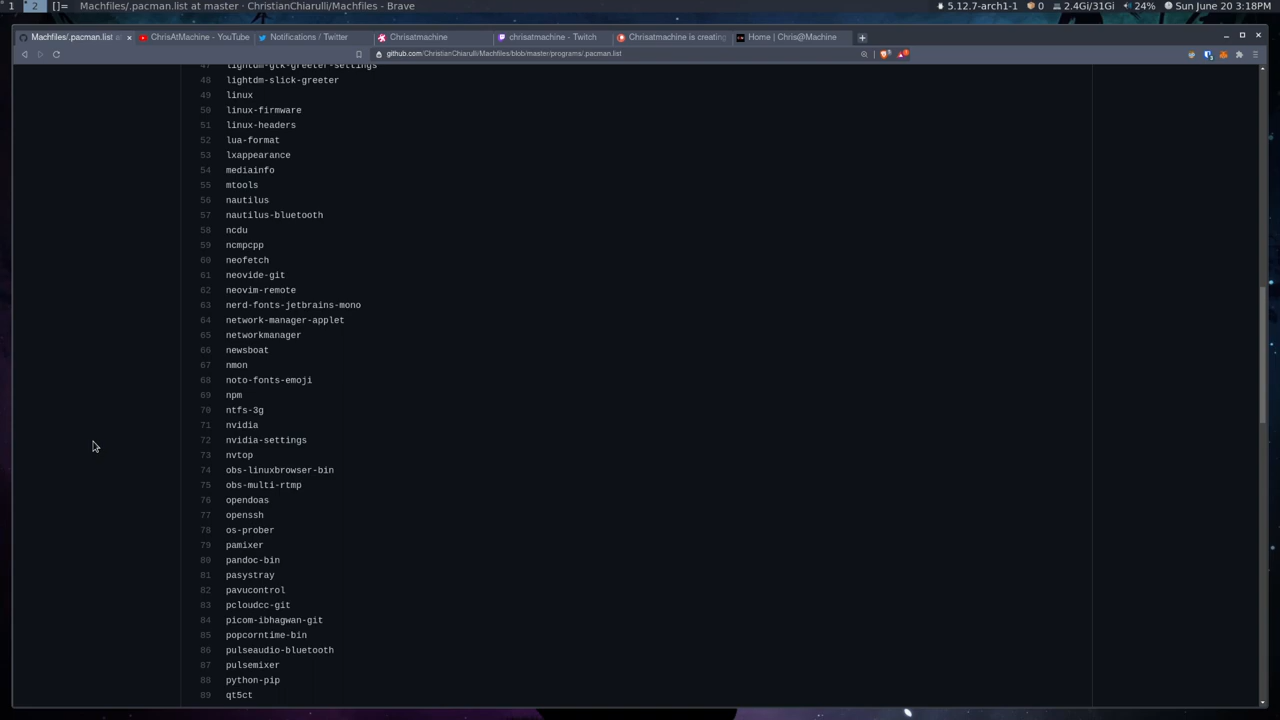 1 2 []= Machfiles/.pacman.list at master · ChristianChiarulli/Machfiles - Brave 5.12.7-arch1-1 0 2.4Gi/31Gi 24% Sun June 20 3:18PM
Machfiles/.pacman.list a ChrisAtMachine - YouTube Notifications / Twitter Chrisatmachine chrisatmachine - Twitch Chrisatmachine is creating Home | Chris@Machine
github.com/ChristianChiarulli/Machfiles/blob/master/programs/.pacman.list
47 lightdm-gtk-greeter-settings
48 lightdm-slick-greeter
49 linux
50 linux-firmware
51 linux-headers
52 lua-format
53 lxappearance
54 mediainfo
55 mtools
56 nautilus
57 nautilus-bluetooth
58 ncdu
59 ncmpcpp
60 neofetch
61 neovide-git
62 neovim-remote
63 nerd-fonts-jetbrains-mono
64 network-manager-applet
65 networkmanager
66 newsboat
67 nmon
68 noto-fonts-emoji
69 npm
70 ntfs-3g
71 nvidia
72 nvidia-settings
73 nvtop
74 obs-linuxbrowser-bin
75 obs-multi-rtmp
76 opendoas
77 openssh
78 os-prober
79 pamixer
80 pandoc-bin
81 pasystray
82 pavucontrol
83 pcloudcc-git
84 picom-ibhagwan-git
85 popcorntime-bin
86 pulseaudio-bluetooth
87 pulsemixer
88 python-pip
89 qt5ct